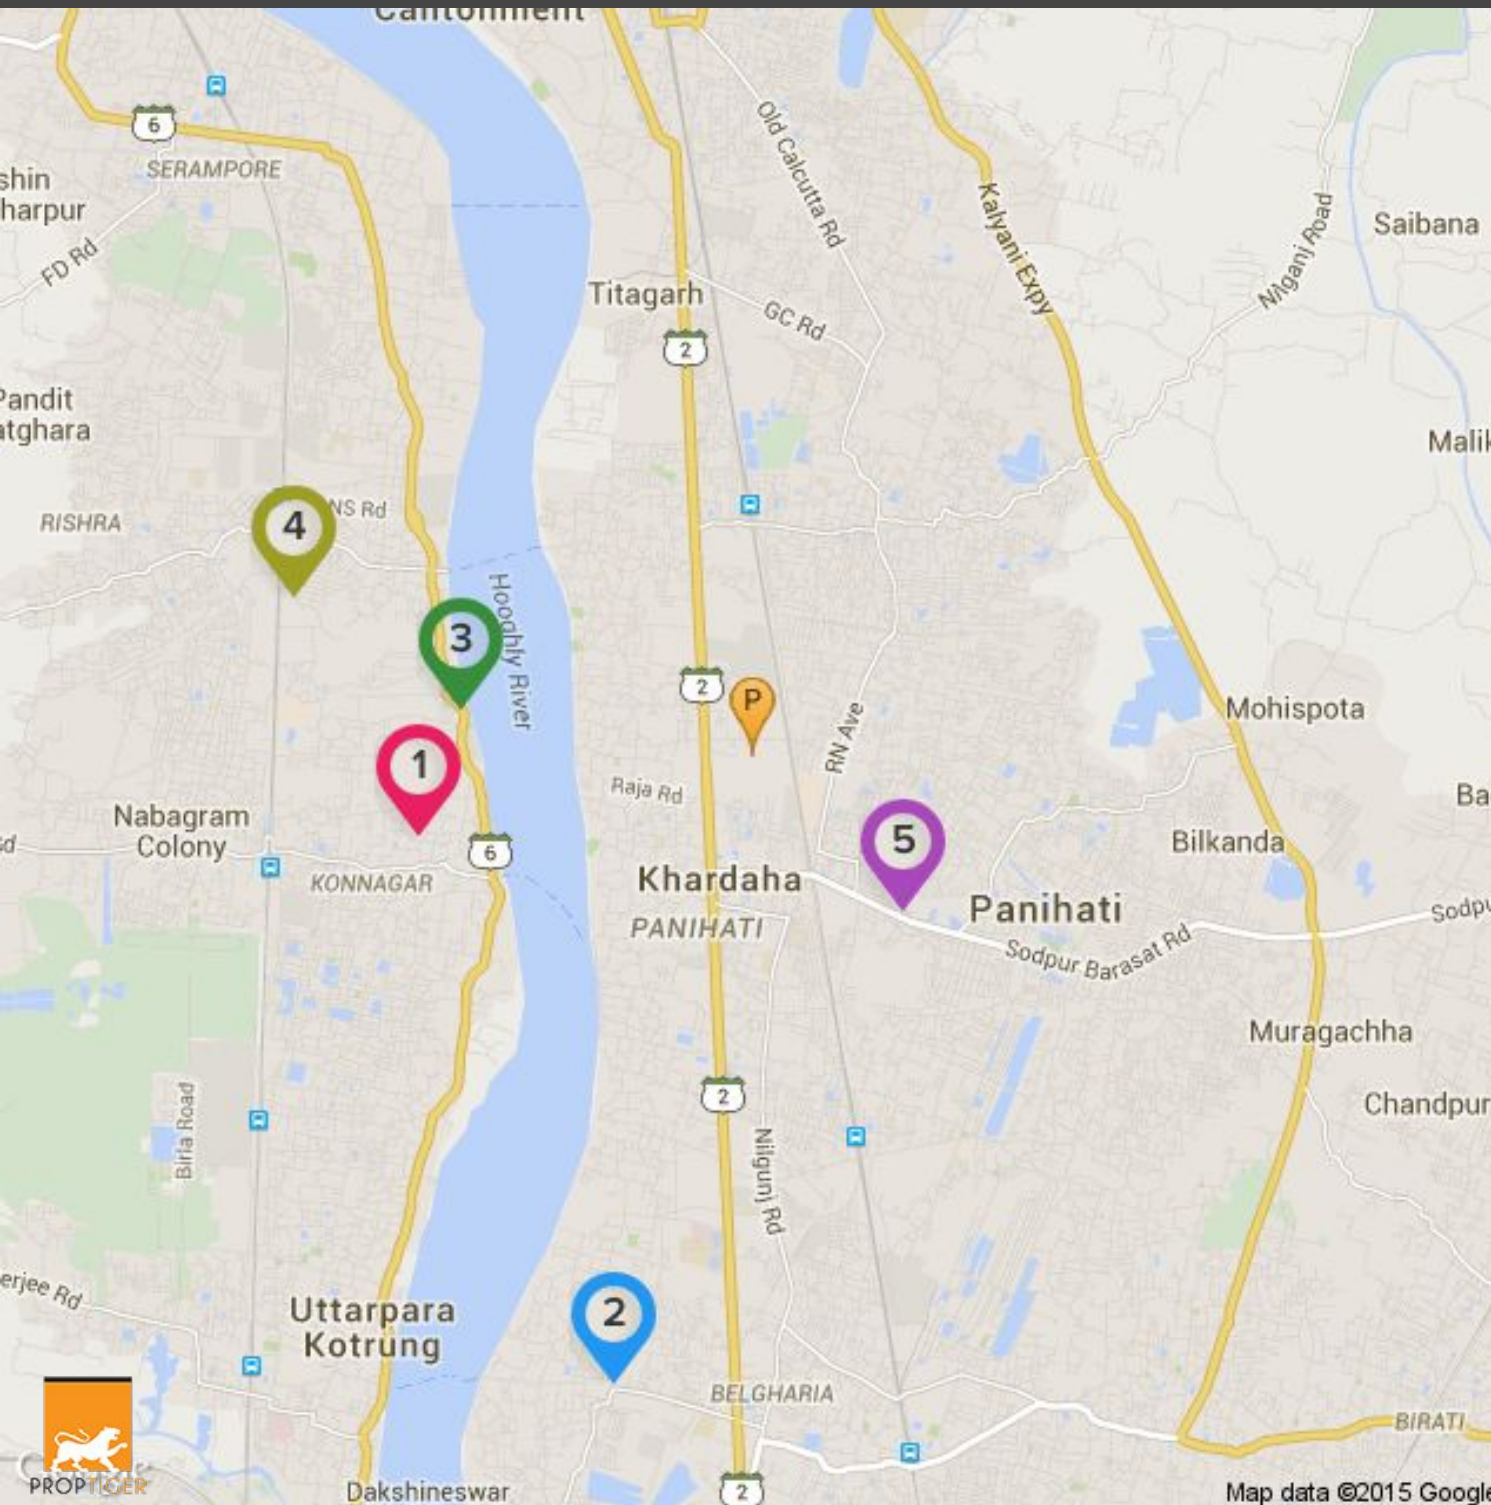 Cantonment
6
SERAMPORE
shin
harpur
FD Rd
Old Calcutta Rd
Kalyani Expy
N/lganj Road
Saibana
Titagarh
GC Rd
2
Pandit
atghara
Malik
4
NS Rd
RISHRA
Hooghly River
3
2
P
Mohispota
1
RN Ave
Raja Rd
Ba
Nabagram
Colony
5
Bilkanda
6
KONNAGAR
Khardaha
PANIHATI
Panihati
Sodpur Barasat Rd
Sodpu
Muragachha
2
Chandpur
Birla Road
Nilgunj Rd
erjee Rd
Uttarpara
Kotrung
2
BELGHARIA
BIRATI
PROPTIGER
Dakshineswar
2
Map data ©2015 Google